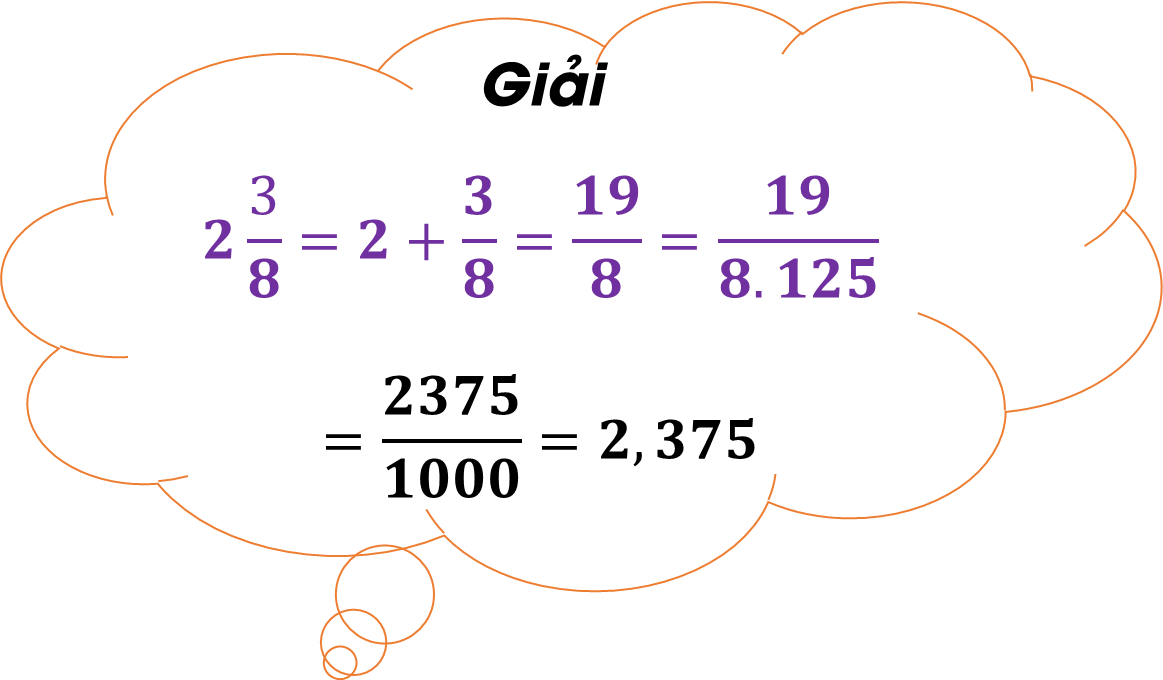 Giải
2 3/8 = 2 + 3/8 = 19/8 = 19/8.125
= 2375/1000 = 2,375